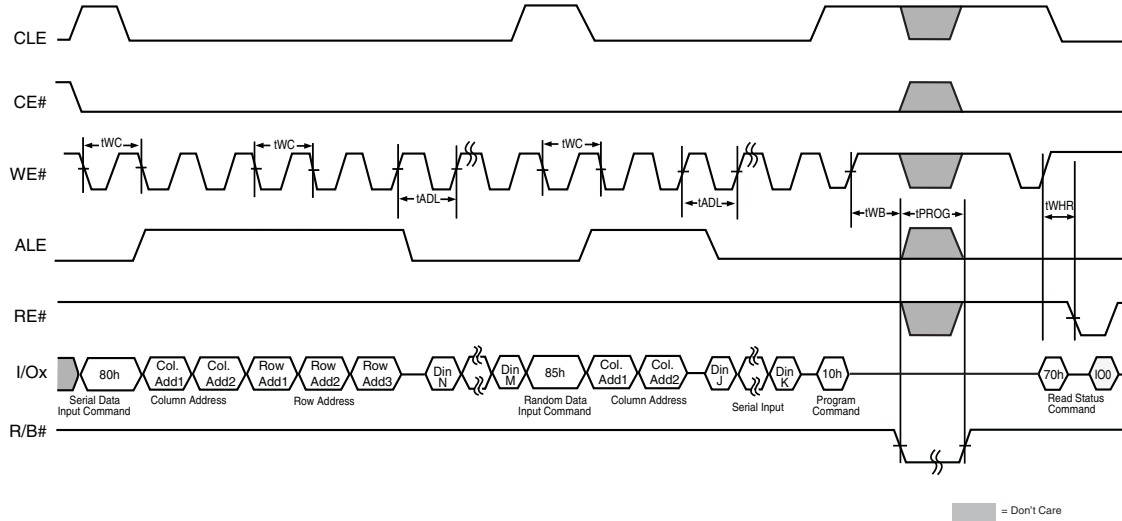 CLE
CE#
tWC
tWC
tWC
WE#
tADL
tADL
tWB
tPROG
tWHR
ALE
RE#
I/Ox
80h
Col. Add1
Col. Add2
Row Add1
Row Add2
Row Add3
Din N
Din M
85h
Col. Add1
Col. Add2
Din J
Din K
10h
70h
IO0
Serial Data
Input Command
Column Address
Row Address
Random Data
Input Command
Column Address
Serial Input
Program
Command
Read Status
Command
R/B#
= Don't Care